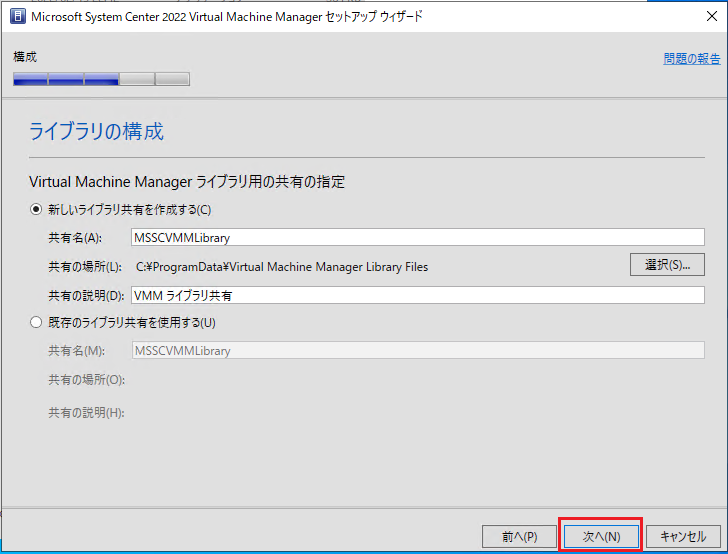 Microsoft System Center 2022 Virtual Machine Manager セットアップ ウィザード
構成
問題の報告
ライブラリの構成
Virtual Machine Manager ライブラリ用の共有の指定
新しいライブラリ共有を作成する(C)
共有名(A): MSSCVMMLibrary
共有の場所(L): C:¥ProgramData¥Virtual Machine Manager Library Files 選択(S)...
共有の説明(D): VMM ライブラリ共有
既存のライブラリ共有を使用する(U)
共有名(M): MSSCVMMLibrary
共有の場所(O):
共有の説明(H):
前へ(P) 次へ(N) キャンセル